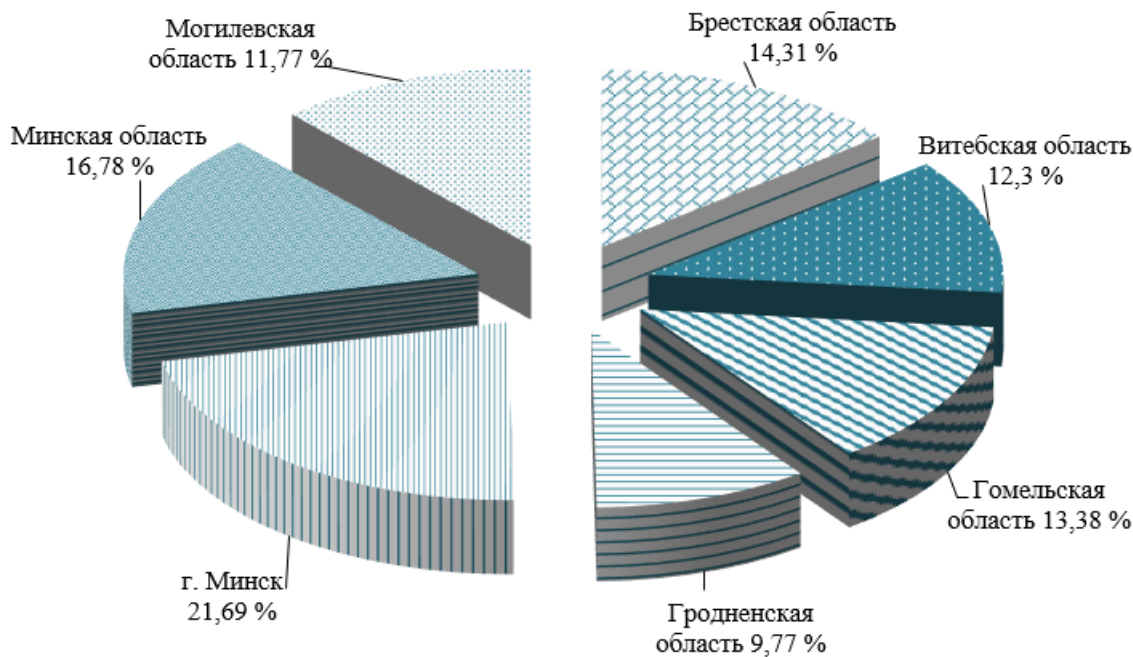 Могилевская
область 11,77 %
Брестская область
14,31 %
Минская область
16,78 %
Витебская область
12,3 %
Гомельская
область 13,38 %
г. Минск
21,69 %
Гродненская
область 9,77 %